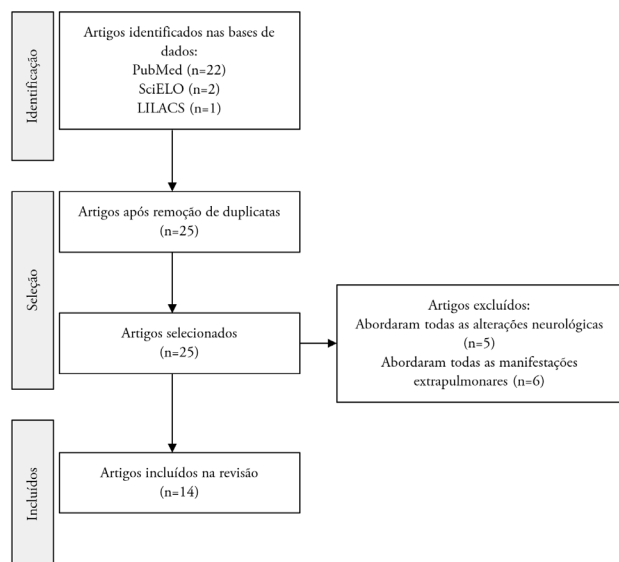 Identificação
Artigos identificados nas bases de
dados:
PubMed (n=22)
SciELO (n=2)
LILACS (n=1)
Seleção
Artigos após remoção de duplicatas
(n=25)
Artigos selecionados
(n=25)
Artigos excluídos:
Abordaram todas as alterações neurológicas
(n=5)
Abordaram todas as manifestações
extrapulmonares (n=6)
Incluídos
Artigos incluídos na revisão
(n=14)